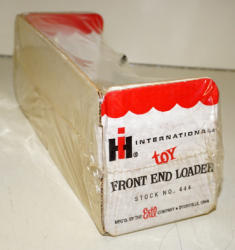 IH® INTERNATIONAL
toy
FRONT END LOADER
STOCK NO. 444
MFG. BY THE Ertl COMPANY • DYERSVILLE, IOWA